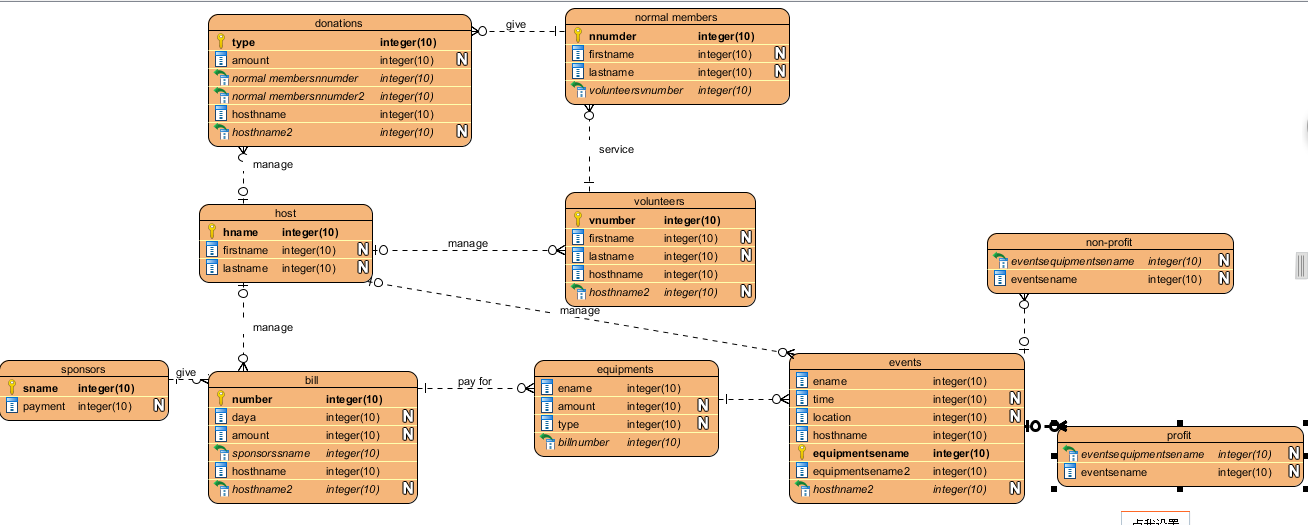 donations
type integer(10)
amount integer(10) N
normal membersnnumder integer(10)
normal membersnnumder2 integer(10)
hosthname integer(10)
hosthname2 integer(10) N
give
normal members
nnumder integer(10)
firstname integer(10) N
lastname integer(10) N
volunteersvnumber integer(10)
manage
service
host
hname integer(10)
firstname integer(10) N
lastname integer(10) N
manage
volunteers
vnumber integer(10)
firstname integer(10) N
lastname integer(10) N
hosthname integer(10)
hosthname2 integer(10) N
non-profit
eventsequipmentsename integer(10) N
eventsename integer(10) N
manage
manage
sponsors
sname integer(10)
payment integer(10) N
give
bill
number integer(10)
daya integer(10) N
amount integer(10) N
sponsorssname integer(10)
hosthname integer(10)
hosthname2 integer(10) N
pay for
equipments
ename integer(10)
amount integer(10) N
type integer(10) N
billnumber integer(10)
events
ename integer(10)
time integer(10) N
location integer(10) N
hosthname integer(10)
equipmentsename integer(10)
equipmentsename2 integer(10)
hosthname2 integer(10) N
profit
eventsequipmentsename integer(10) N
eventsename integer(10) N